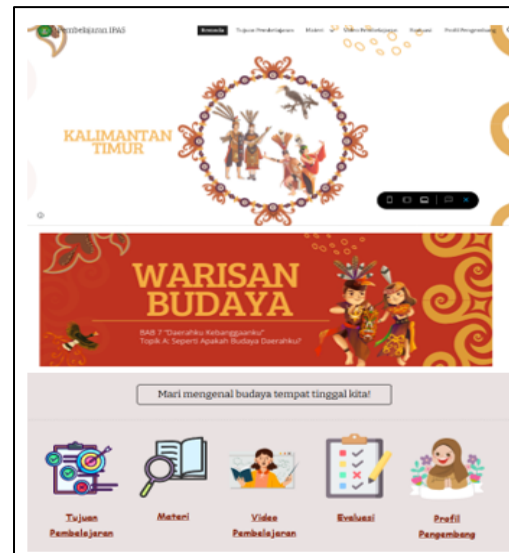 Pembelajaran IPAS
Beranda Tujuan Pembelajaran Materi Video Pembelajaran Evaluasi Profil Pengembang
KALIMANTAN
TIMUR
WARISAN
BUDAYA
BAB 7 "Daerahku Kebanggaanku"
Topik A: Seperti Apakah Budaya Daerahku?
Mari mengenal budaya tempat tinggal kita!
Tujuan Pembelajaran
Materi
Video Pembelajaran
Evaluasi
Profil Pengembang